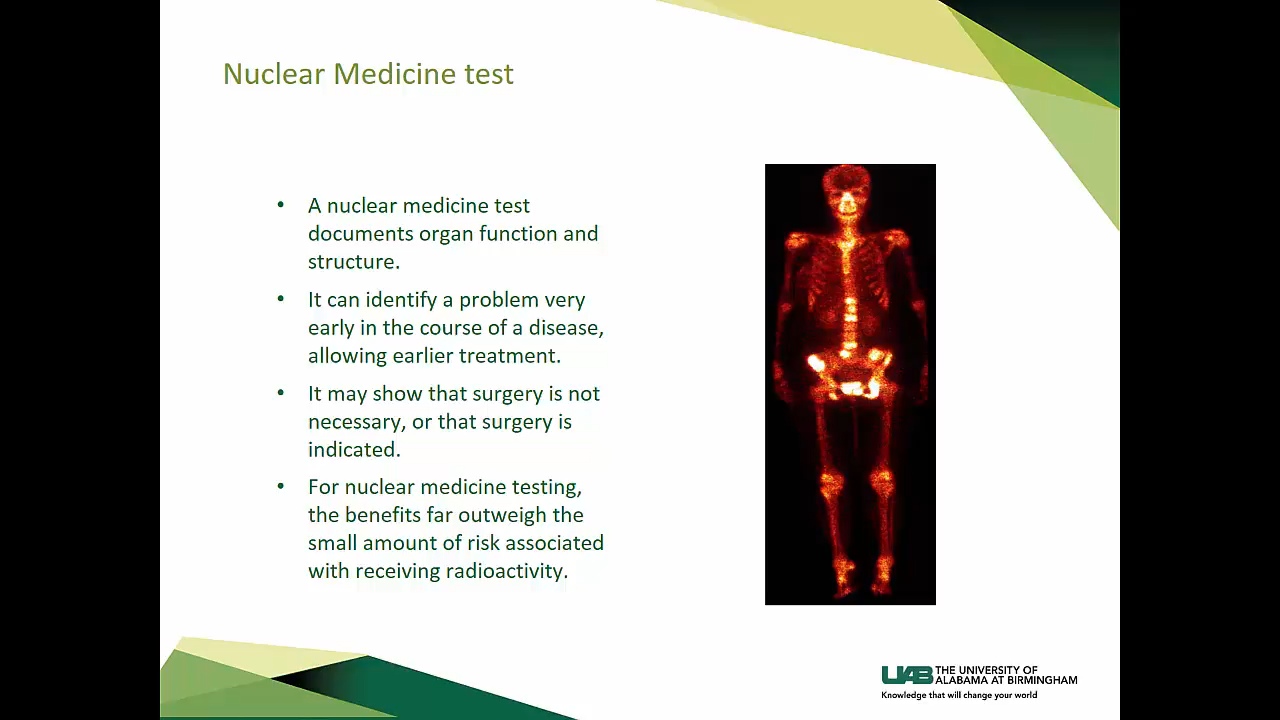 Nuclear Medicine test
• A nuclear medicine test
documents organ function and
structure.
• It can identify a problem very
early in the course of a disease,
allowing earlier treatment.
• It may show that surgery is not
necessary, or that surgery is
indicated.
• For nuclear medicine testing,
the benefits far outweigh the
small amount of risk associated
with receiving radioactivity.
UAB THE UNIVERSITY OF
ALABAMA AT BIRMINGHAM
Knowledge that will change your world